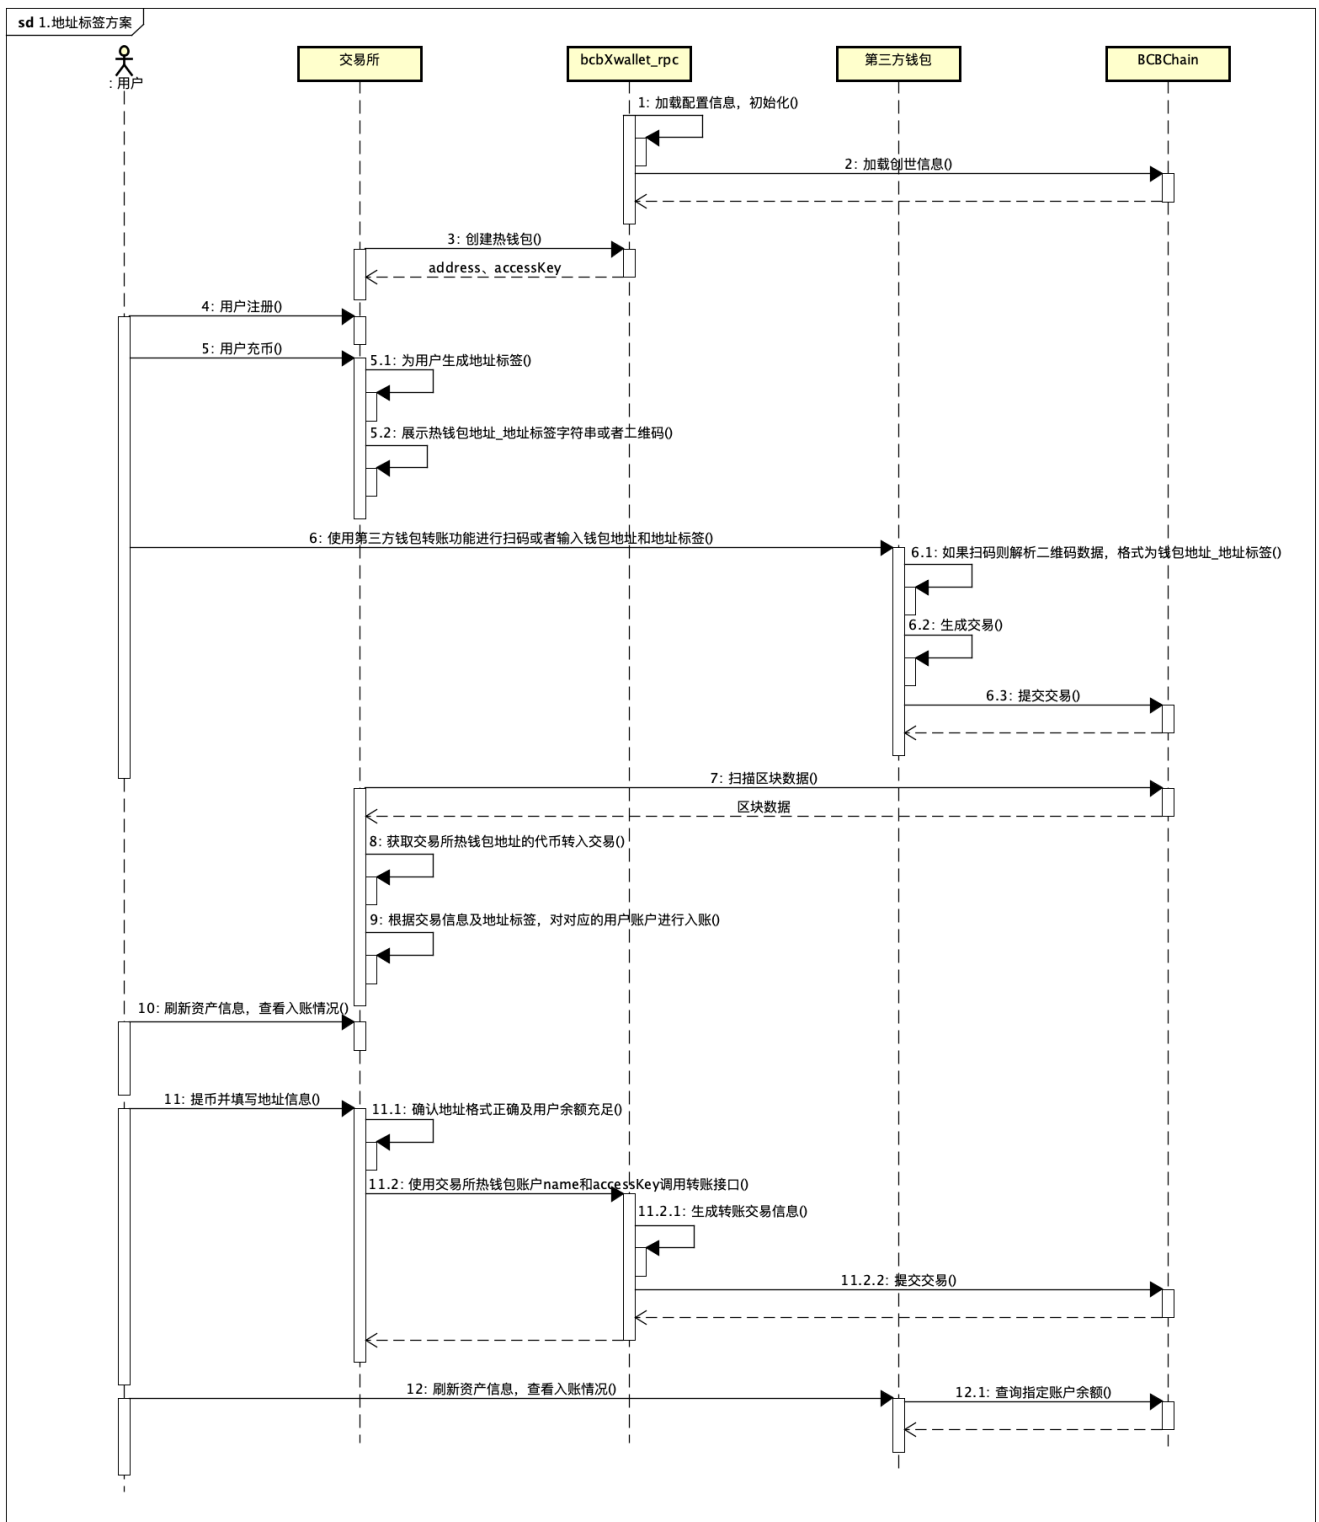 sd 1.地址标签方案
: 用户
交易所
bcbXwallet_rpc
第三方钱包
BCBChain
1: 加载配置信息，初始化()
2: 加载创世信息()
3: 创建热钱包()
address、accessKey
4: 用户注册()
5: 用户充币()
5.1: 为用户生成地址标签()
5.2: 展示热钱包地址_地址标签字符串或者二维码()
6: 使用第三方钱包转账功能进行扫码或者输入钱包地址和地址标签()
6.1: 如果扫码则解析二维码数据，格式为钱包地址_地址标签()
6.2: 生成交易()
6.3: 提交交易()
7: 扫描区块数据()
区块数据
8: 获取交易所热钱包地址的代币转入交易()
9: 根据交易信息及地址标签，对对应的用户账户进行入账()
10: 刷新资产信息，查看入账情况()
11: 提币并填写地址信息()
11.1: 确认地址格式正确及用户余额充足()
11.2: 使用交易所热钱包账户name和accessKey调用转账接口()
11.2.1: 生成转账交易信息()
11.2.2: 提交交易()
12: 刷新资产信息，查看入账情况()
12.1: 查询指定账户余额()